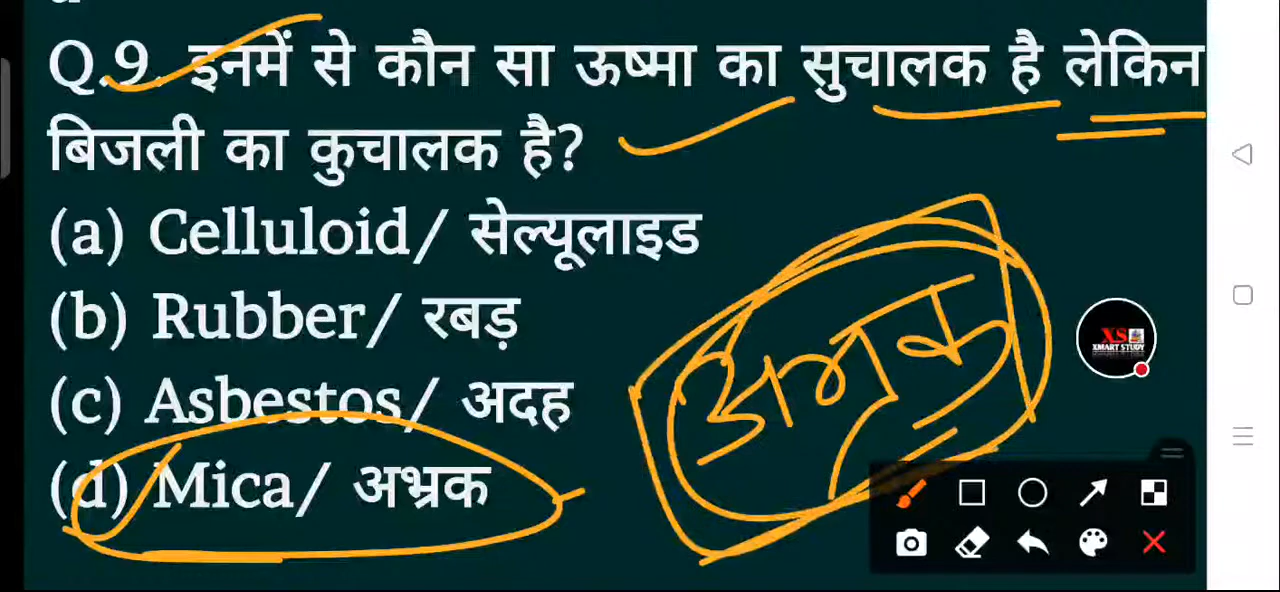 Q.9. इनमें से कौन सा ऊष्मा का सुचालक है लेकिन
बिजली का कुचालक है?
(a) Celluloid/ सेल्यूलाइड
(b) Rubber/ रबड़
(c) Asbestos/ अदह
(d) Mica/ अभ्रक
अभ्रक
XS
XMART STUDY